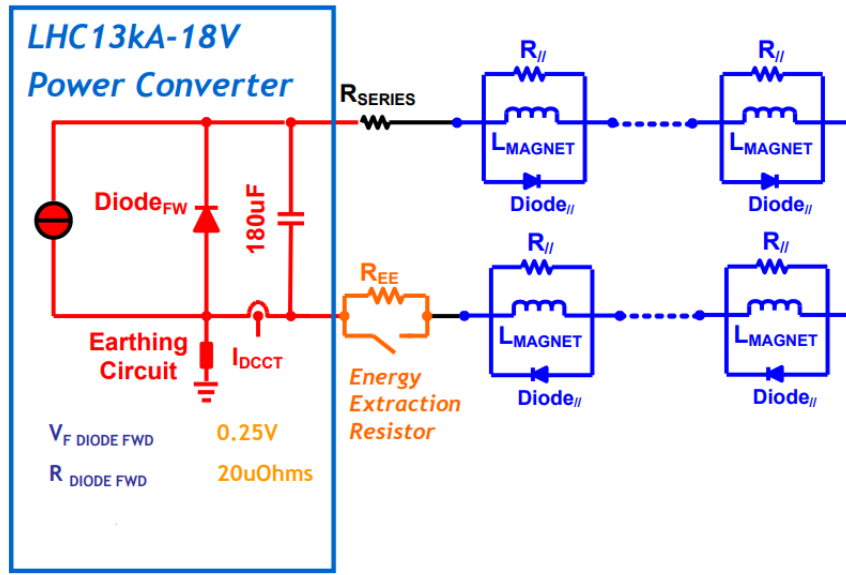 LHC13kA-18V
Power Converter
R//
R//
RSERIES
LMAGNET
LMAGNET
DiodeFW
180uF
Diode//
Diode//
R//
R//
REE
LMAGNET
LMAGNET
Earthing
Circuit
IDCCT
Energy
Extraction
Resistor
Diode//
Diode//
VF DIODE FWD 0.25V
R DIODE FWD 20uOhms